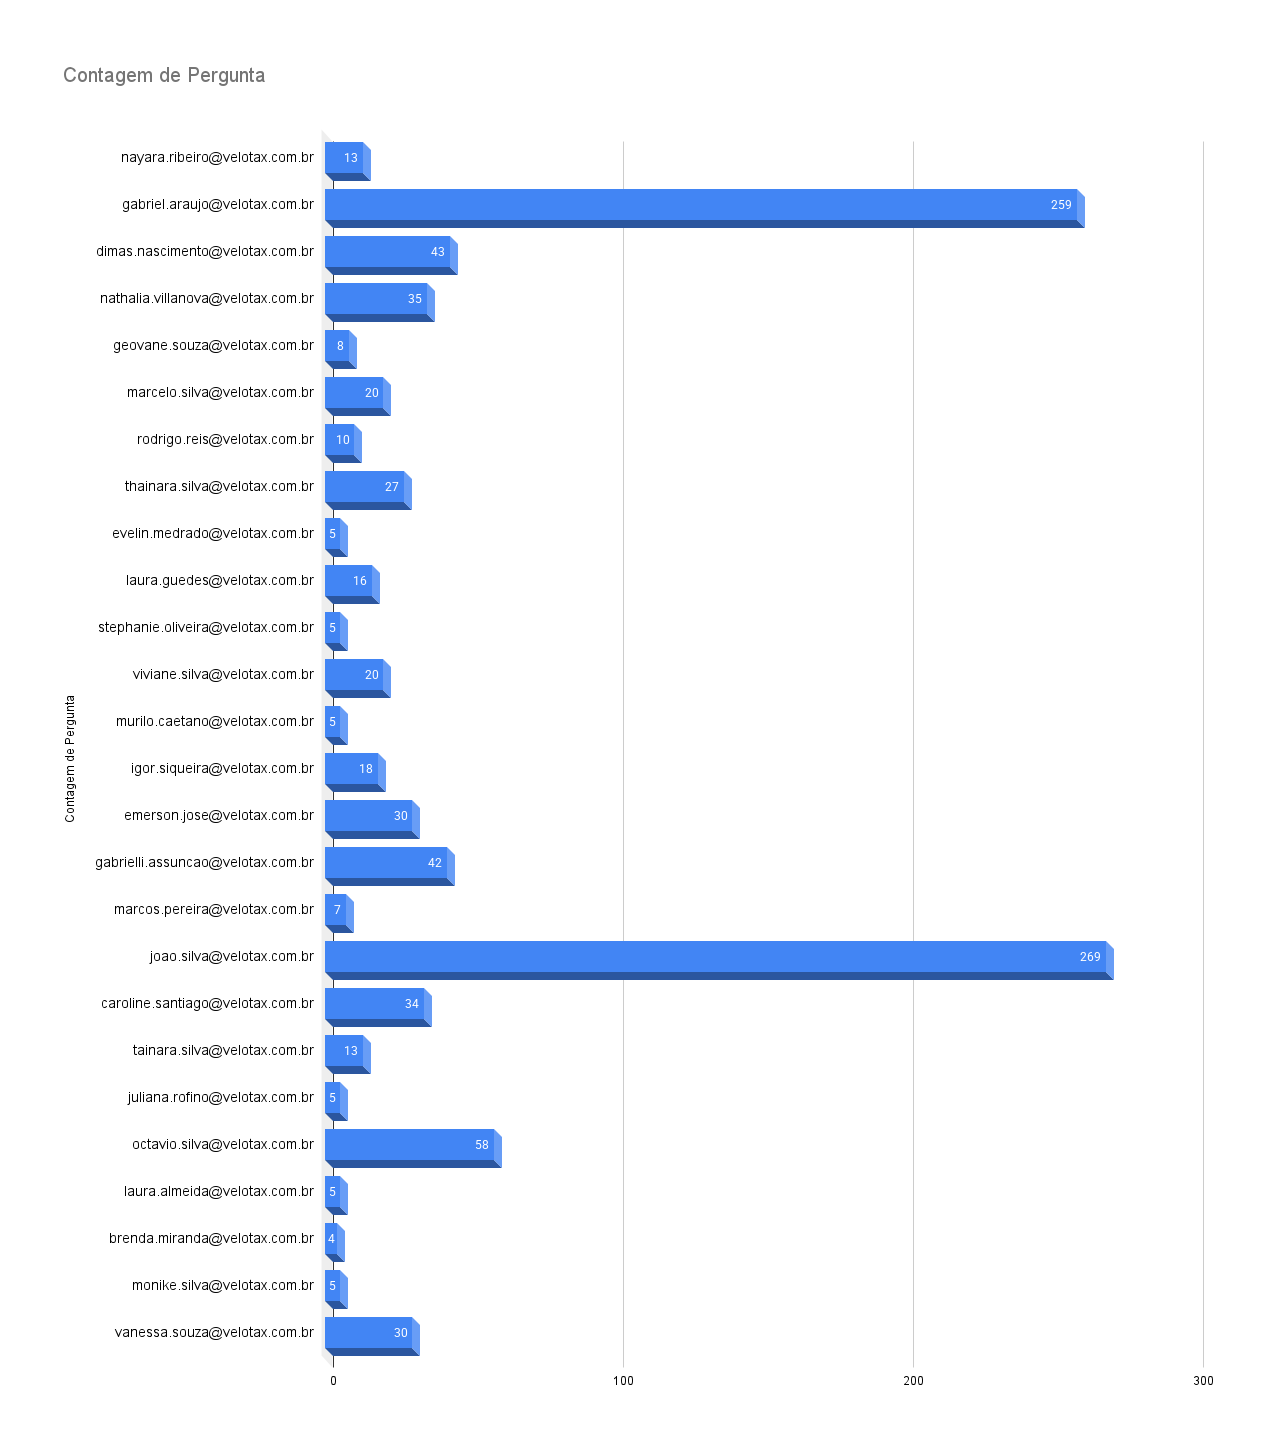 Contagem de Pergunta
nayara.ribeiro@velotax.com.br 13
gabriel.araujo@velotax.com.br 259
dimas.nascimento@velotax.com.br 43
nathalia.villanova@velotax.com.br 35
geovane.souza@velotax.com.br 8
marcelo.silva@velotax.com.br 20
rodrigo.reis@velotax.com.br 10
thainara.silva@velotax.com.br 27
evelin.medrado@velotax.com.br 5
laura.guedes@velotax.com.br 16
stephanie.oliveira@velotax.com.br 5
viviane.silva@velotax.com.br 20
murilo.caetano@velotax.com.br 5
igor.siqueira@velotax.com.br 18
emerson.jose@velotax.com.br 30
gabrielli.assuncao@velotax.com.br 42
marcos.pereira@velotax.com.br 7
joao.silva@velotax.com.br 269
caroline.santiago@velotax.com.br 34
tainara.silva@velotax.com.br 13
juliana.rofino@velotax.com.br 5
octavio.silva@velotax.com.br 58
laura.almeida@velotax.com.br 5
brenda.miranda@velotax.com.br 4
monike.silva@velotax.com.br 5
vanessa.souza@velotax.com.br 30
Contagem de Pergunta
0 100 200 300